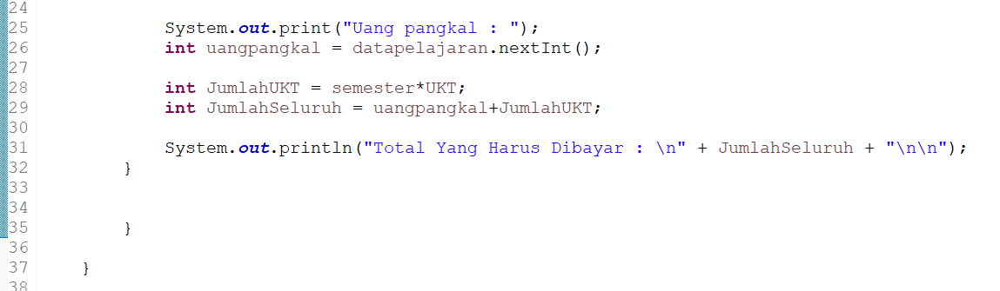 24
25 System.out.print("Uang pangkal : ");
26 int uangpangkal = datapelajaran.nextInt();
27
28 int JumlahUKT = semester*UKT;
29 int JumlahSeluruh = uangpangkal+JumlahUKT;
30
31 System.out.println("Total Yang Harus Dibayar : \n" + JumlahSeluruh + "\n\n");
32 }
33
34
35 }
36
37 }
38